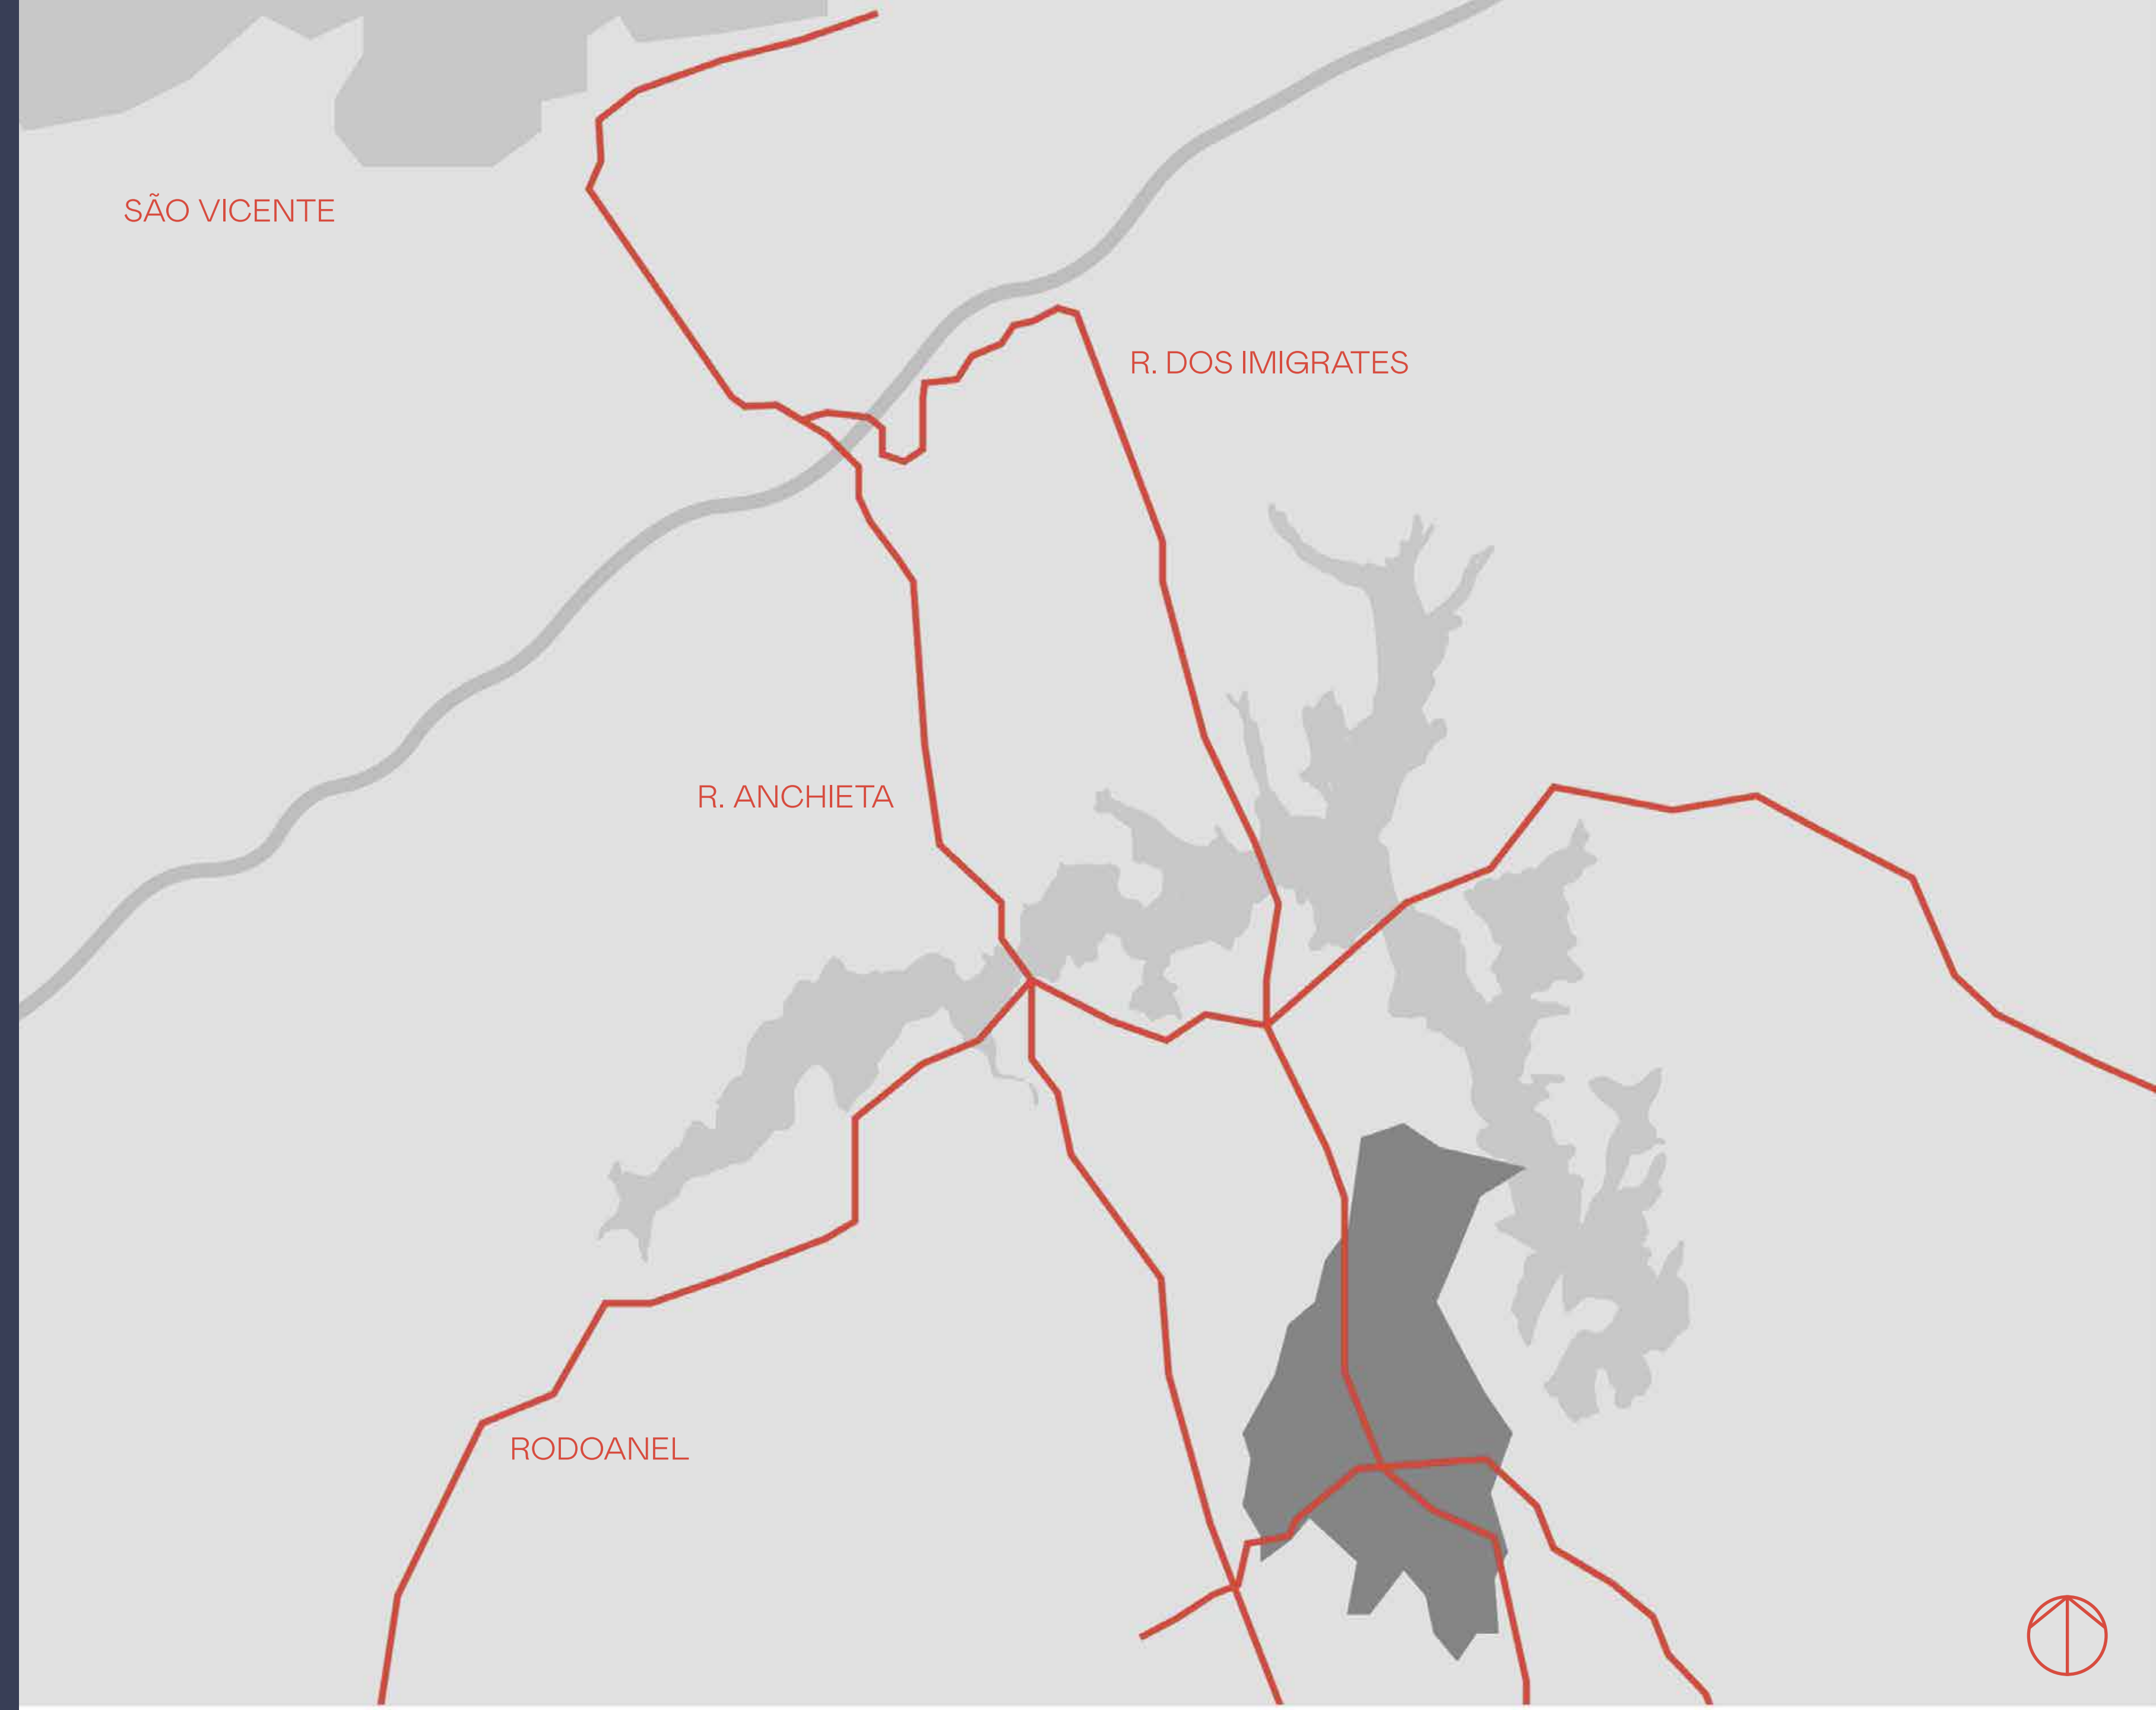 SÃO VICENTE
R. DOS IMIGRATES
R. ANCHIETA
RODOANEL